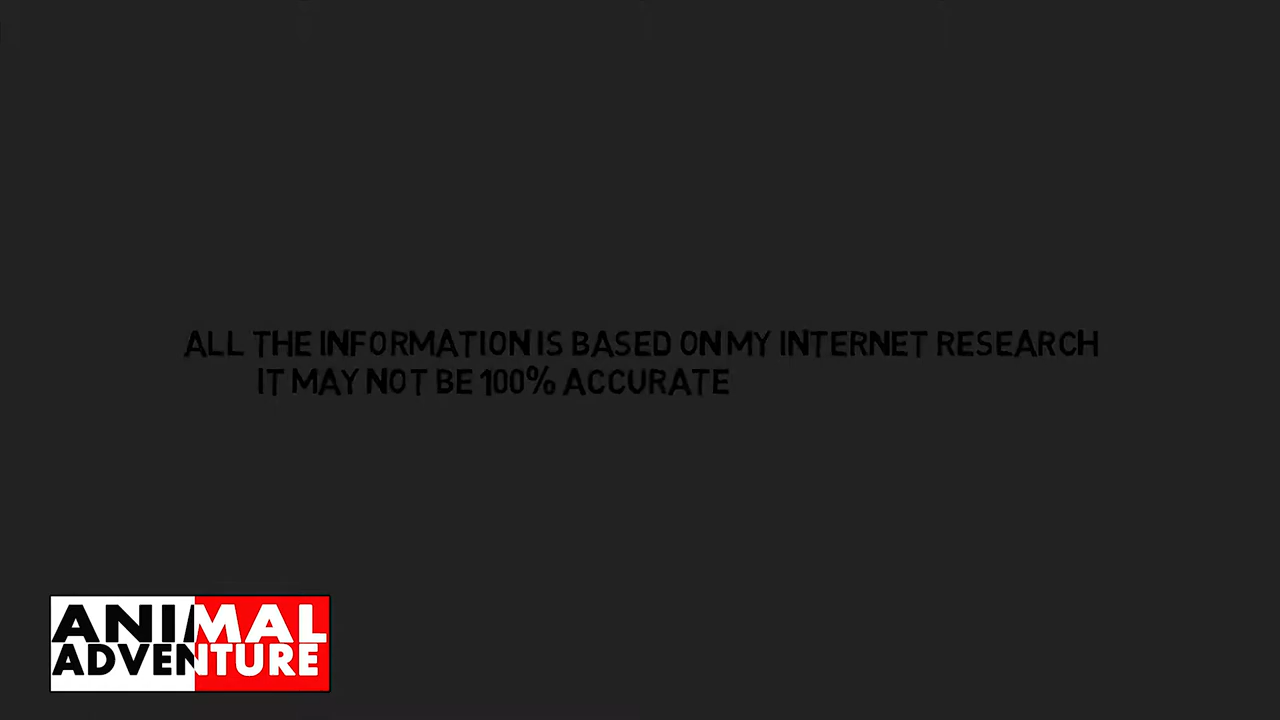 ALL THE INFORMATION IS BASED ON MY INTERNET RESEARCH
IT MAY NOT BE 100% ACCURATE
ANIMAL
ADVENTURE